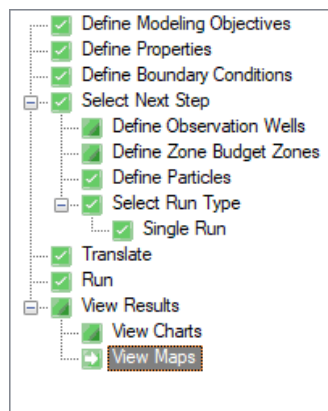 Define Modeling Objectives
Define Properties
Define Boundary Conditions
Select Next Step
Define Observation Wells
Define Zone Budget Zones
Define Particles
Select Run Type
Single Run
Translate
Run
View Results
View Charts
View Maps